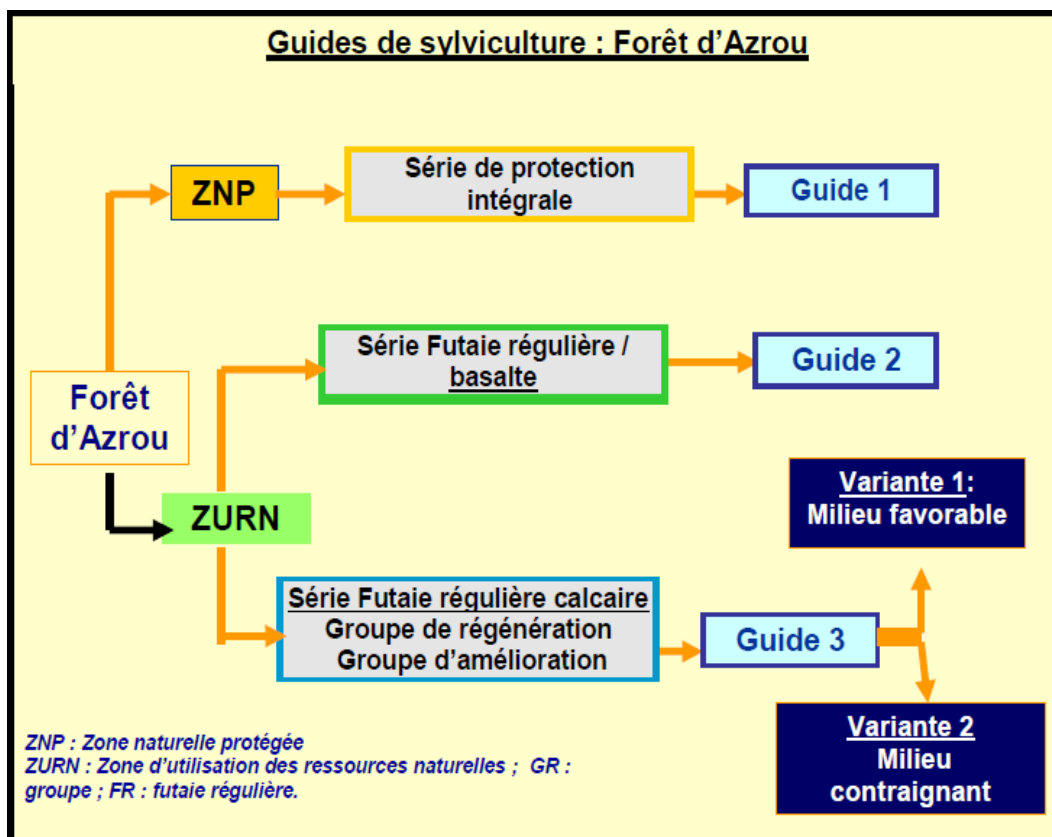 Guides de sylviculture : Forêt d'Azrou
ZNP
Série de protection
intégrale
Guide 1
Série Futaie régulière /
basalte
Guide 2
Forêt
d'Azrou
ZURN
Variante 1:
Milieu favorable
Série Futaie régulière calcaire
Groupe de régénération
Groupe d'amélioration
Guide 3
Variante 2
Milieu
contraignant
ZNP : Zone naturelle protégée
ZURN : Zone d'utilisation des ressources naturelles ; GR :
groupe ; FR : futaie régulière.